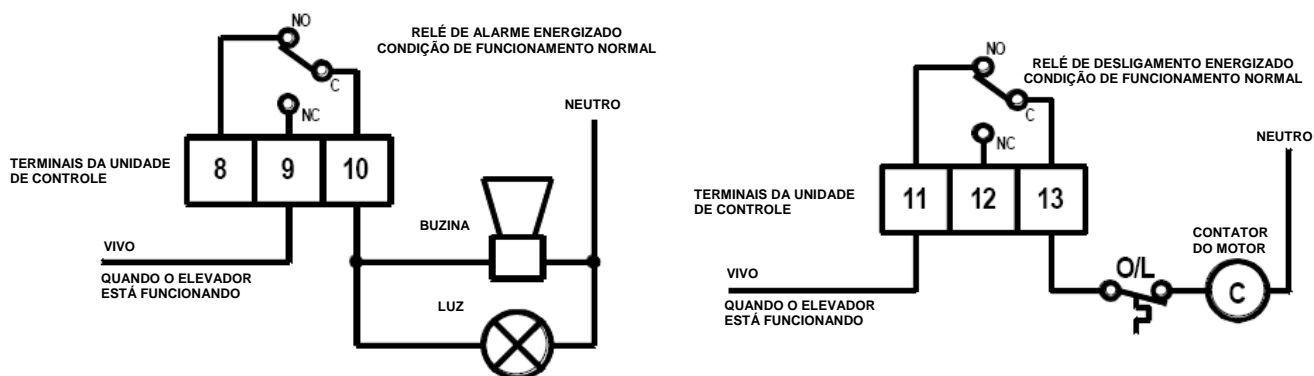 NO
RELÉ DE ALARME ENERGIZADO
CONDIÇÃO DE FUNCIONAMENTO NORMAL
C
NC
NEUTRO
TERMINAIS DA UNIDADE
DE CONTROLE
8 9 10
BUZINA
VIVO
QUANDO O ELEVADOR
ESTÁ FUNCIONANDO
LUZ
NO
RELÉ DE DESLIGAMENTO ENERGIZADO
CONDIÇÃO DE FUNCIONAMENTO NORMAL
C
NC
NEUTRO
TERMINAIS DA UNIDADE
DE CONTROLE
11 12 13
CONTATOR
DO MOTOR
VIVO
O/L
C
QUANDO O ELEVADOR
ESTÁ FUNCIONANDO